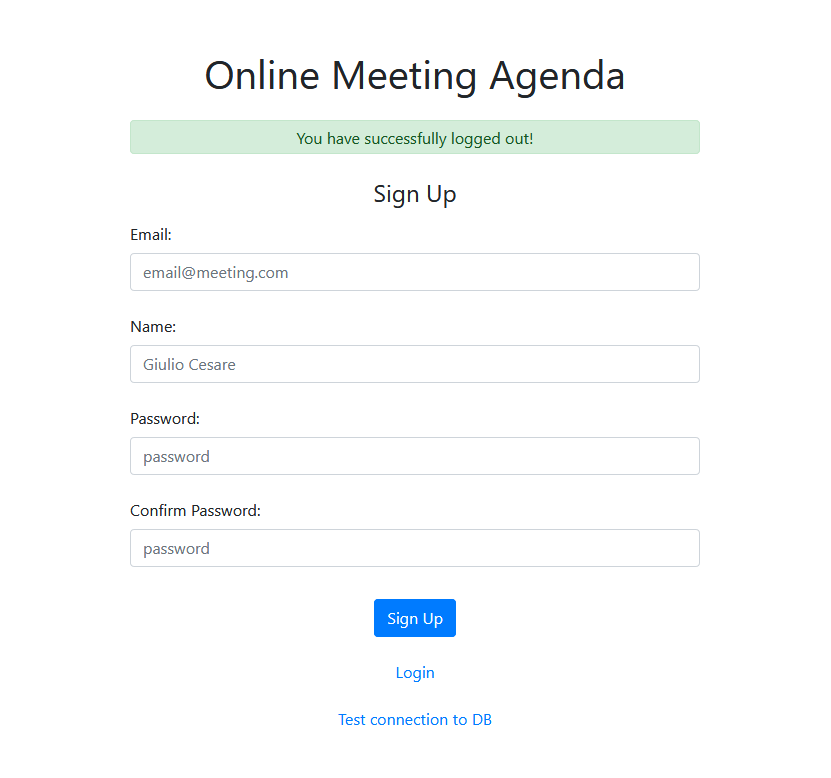 Online Meeting Agenda
You have successfully logged out!
Sign Up
Email:
email@meeting.com
Name:
Giulio Cesare
Password:
password
Confirm Password:
password
Sign Up
Login
Test connection to DB